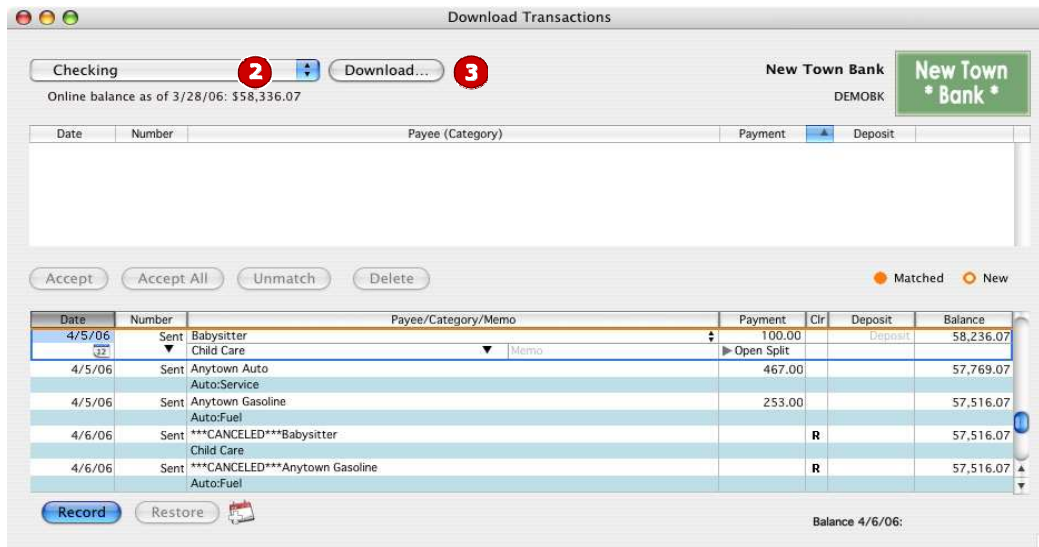 Download Transactions
Checking 2 Download... 3 New Town Bank New Town
Online balance as of 3/28/06: $58,336.07 DEMOBK * Bank *
Date Number Payee (Category) Payment Deposit
Accept Accept All Unmatch Delete Matched New
Date Number Payee/Category/Memo Payment Clr Deposit Balance
4/5/06 Sent Babysitter 100.00 Deposit 58,236.07
12 Child Care Memo Open Split
4/5/06 Sent Anytown Auto 467.00 57,769.07
Auto:Service
4/5/06 Sent Anytown Gasoline 253.00 57,516.07
Auto:Fuel
4/6/06 Sent ***CANCELED***Babysitter R 57,516.07
Child Care
4/6/06 Sent ***CANCELED***Anytown Gasoline R 57,516.07
Auto:Fuel
Record Restore Balance 4/6/06: